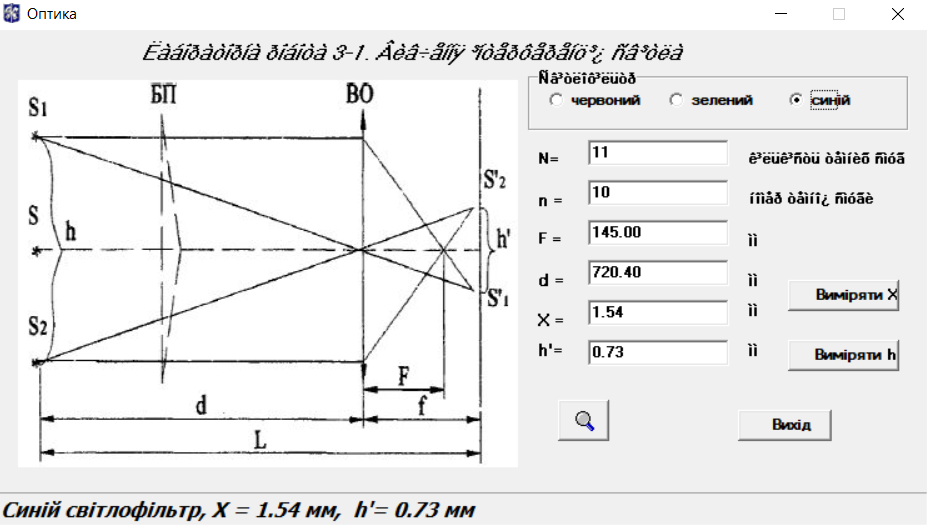 Оптика
Ëàáîðàòîðíà ðîáîòà 3-1. Âèâ÷åííÿ ³íòåðôåðåíö³¿ ñâ³òëà
S1
БП
ВО
S'2
S
h
h'
S2
S'1
F
d
f
L
Ñâ³òëîô³ëüòð
червоний
зелений
синій
N=
11
ê³ëüê³ñòü òåìíèõ ñìóã
n =
10
íîìåð òåìíî¿ ñìóãè
F =
145.00
ìì
d =
720.40
ìì
X =
1.54
ìì
Виміряти X
h'=
0.73
ìì
Виміряти h
Вихід
Синій світлофільтр, X = 1.54 мм, h'= 0.73 мм